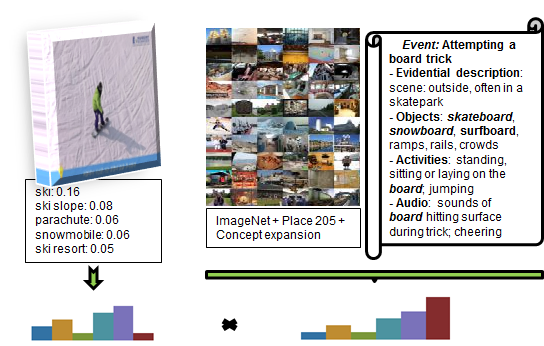 ski: 0.16
ski slope: 0.08
parachute: 0.06
snowmobile: 0.06
ski resort: 0.05
ImageNet + Place 205 +
Concept expansion
Event: Attempting a
board trick
- Evidential description:
scene: outside, often in a
skatepark
- Objects: skateboard,
snowboard, surfboard,
ramps, rails, crowds
- Activities: standing,
sitting or laying on the
board; jumping
- Audio: sounds of
board hitting surface
during trick; cheering